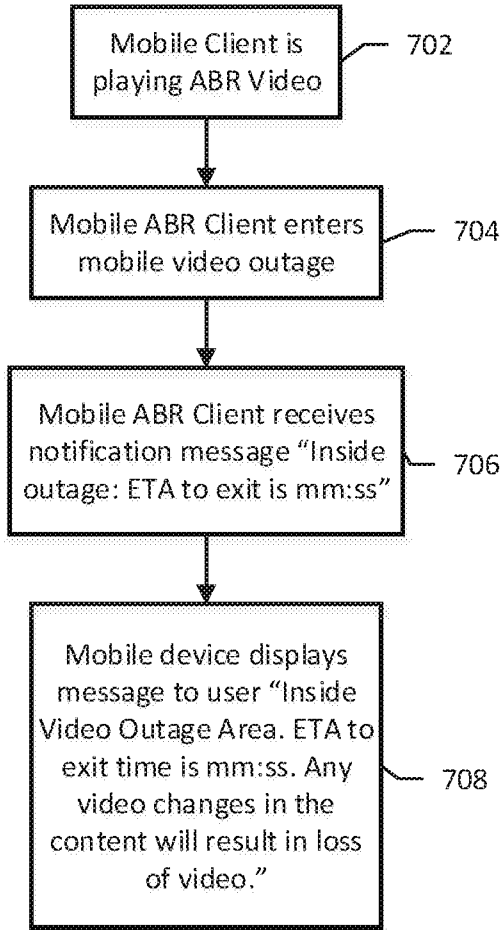 Mobile Client is
playing ABR Video
702
Mobile ABR Client enters
mobile video outage
704
Mobile ABR Client receives
notification message “Inside
outage: ETA to exit is mm:ss”
706
Mobile device displays
message to user “Inside
Video Outage Area. ETA to
exit time is mm:ss. Any
video changes in the
content will result in loss
of video.”
708